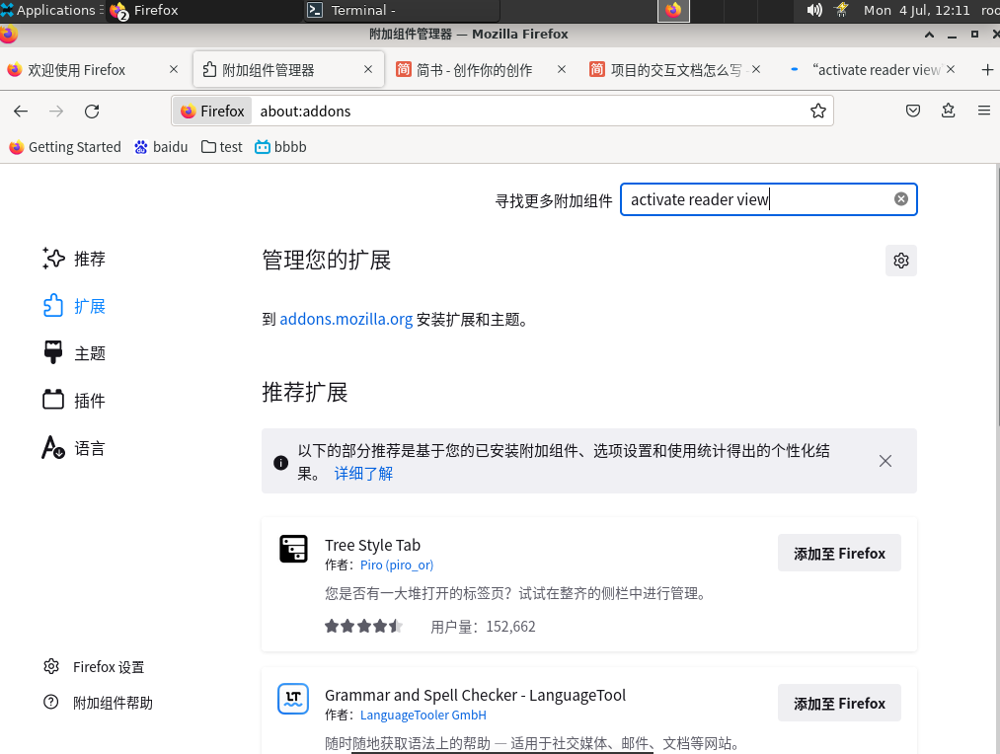 Applications Firefox 2 Terminal - Mon 4 Jul, 12:11 roo
附加组件管理器 — Mozilla Firefox
欢迎使用 Firefox 附加组件管理器 简 简书 - 创作你的创作 简 项目的交互文档怎么写 - “activate reader view”
Firefox about:addons
Getting Started baidu test bbbb
寻找更多附加组件 activate reader view
推荐
扩展
主题
插件
语言
Firefox 设置
附加组件帮助
管理您的扩展
到 addons.mozilla.org 安装扩展和主题。
推荐扩展
以下的部分推荐是基于您的已安装附加组件、选项设置和使用统计得出的个性化结
果。 详细了解
Tree Style Tab
作者：Piro (piro_or)
添加至 Firefox
您是否有一大堆打开的标签页？试试在整齐的侧栏中进行管理。
用户量：152,662
LT
Grammar and Spell Checker - LanguageTool
作者：LanguageTooler GmbH
添加至 Firefox
随时随地获取语法上的帮助 — 适用于社交媒体、邮件、文档等网站。